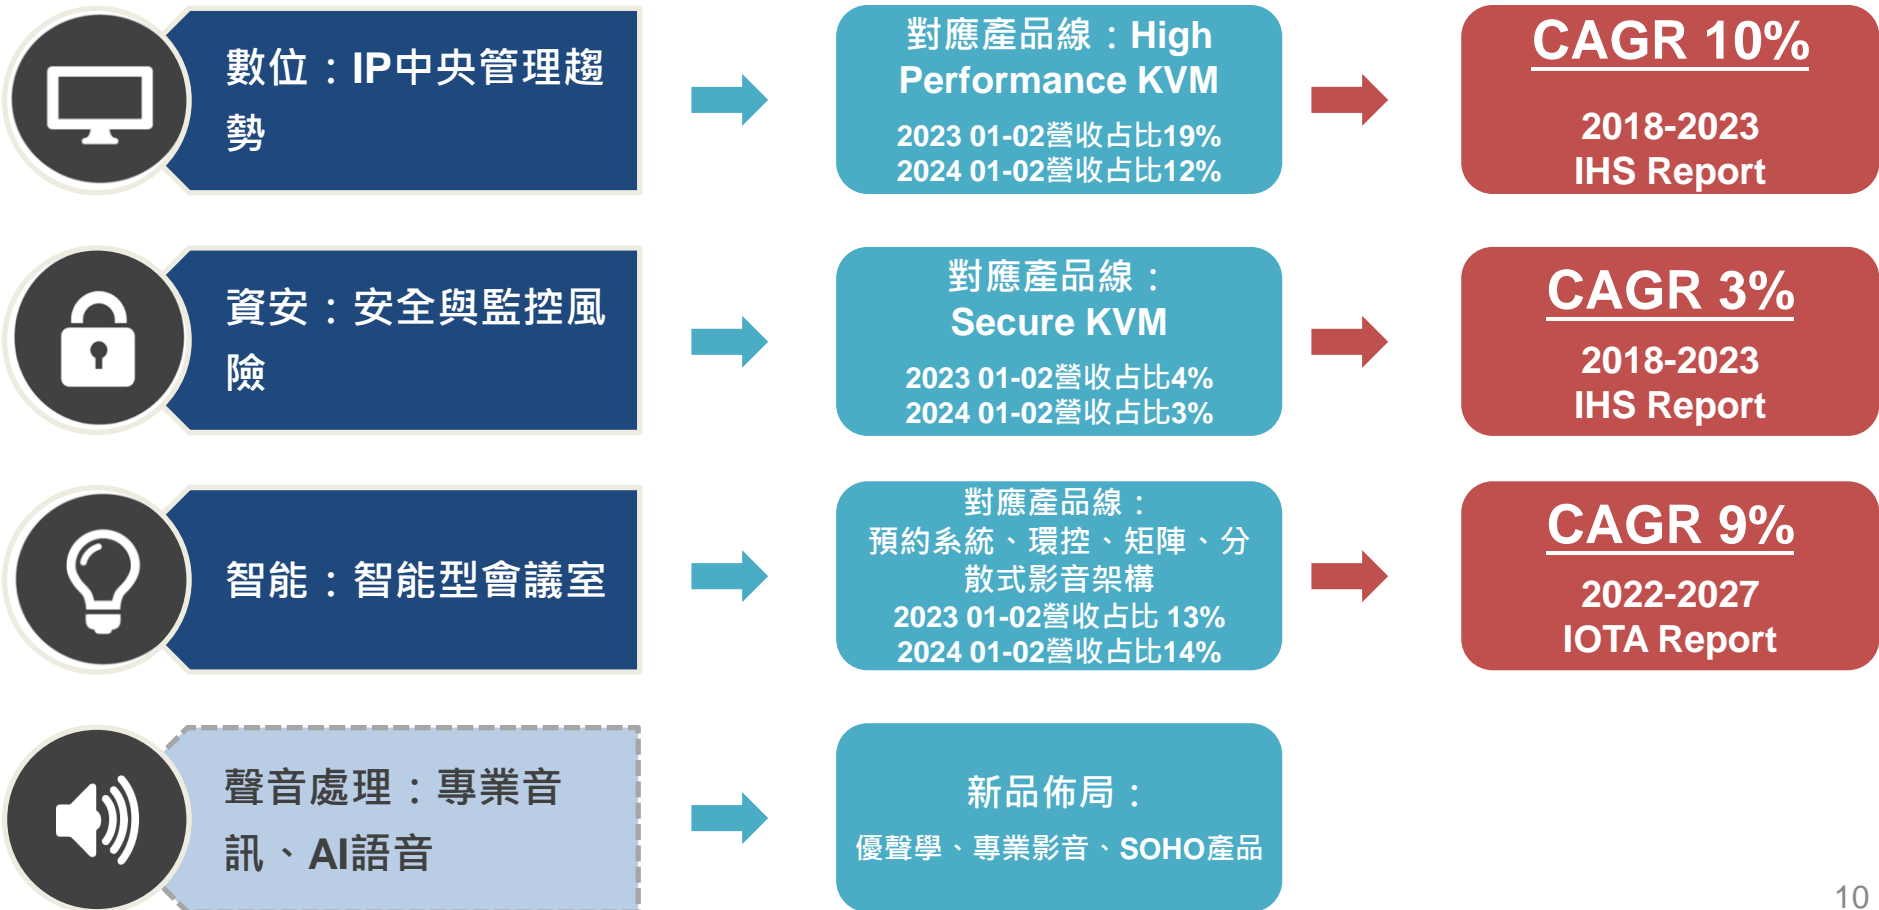 數位：IP中央管理趨
勢
對應產品線：High
Performance KVM
2023 01-02營收占比19%
2024 01-02營收占比12%
CAGR 10%
2018-2023
IHS Report
資安：安全與監控風
險
對應產品線：
Secure KVM
2023 01-02營收占比4%
2024 01-02營收占比3%
CAGR 3%
2018-2023
IHS Report
智能：智能型會議室
對應產品線：
預約系統、環控、矩陣、分
散式影音架構
2023 01-02營收占比 13%
2024 01-02營收占比14%
CAGR 9%
2022-2027
IOTA Report
聲音處理：專業音
訊、AI語音
新品佈局：
優聲學、專業影音、SOHO產品
10